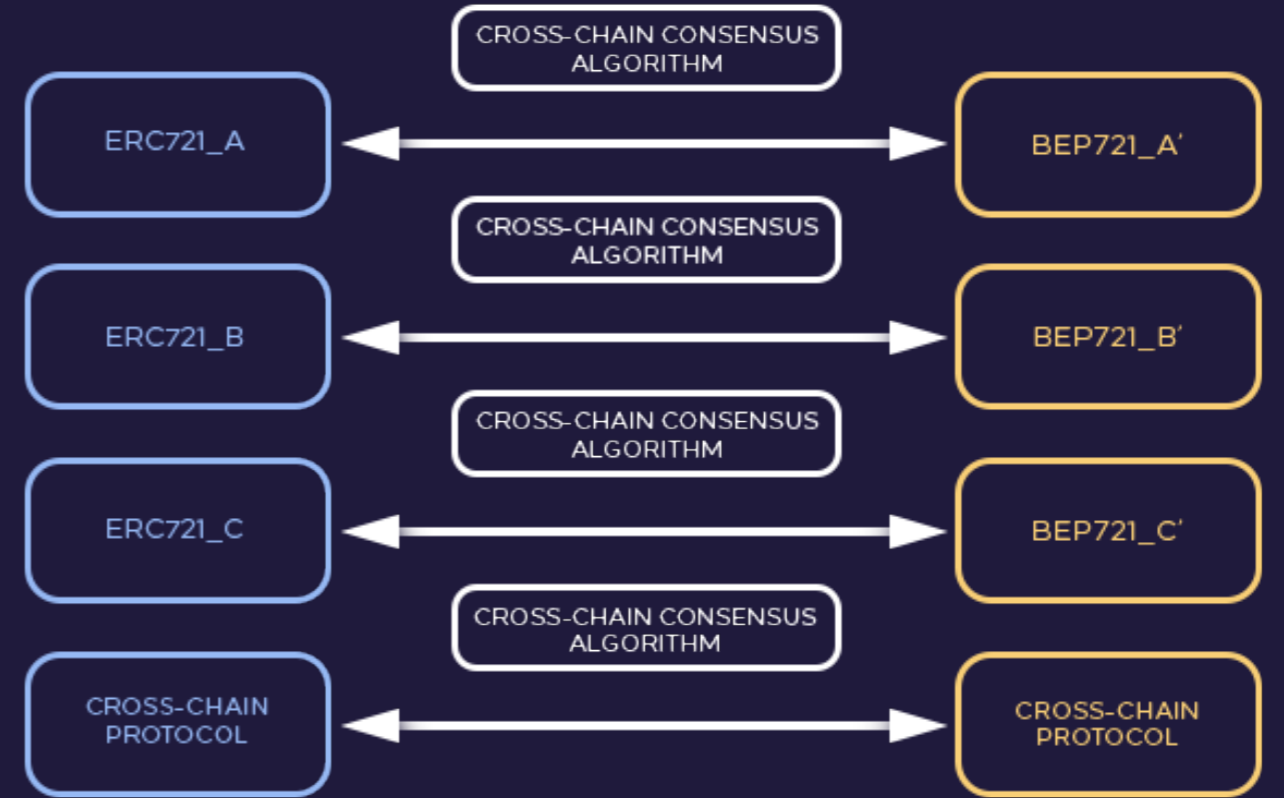 CROSS-CHAIN CONSENSUS
ALGORITHM
ERC721_A
BEP721_A′
CROSS-CHAIN CONSENSUS
ALGORITHM
ERC721_B
BEP721_B′
CROSS-CHAIN CONSENSUS
ALGORITHM
ERC721_C
BEP721_C′
CROSS-CHAIN CONSENSUS
ALGORITHM
CROSS-CHAIN
PROTOCOL
CROSS-CHAIN
PROTOCOL